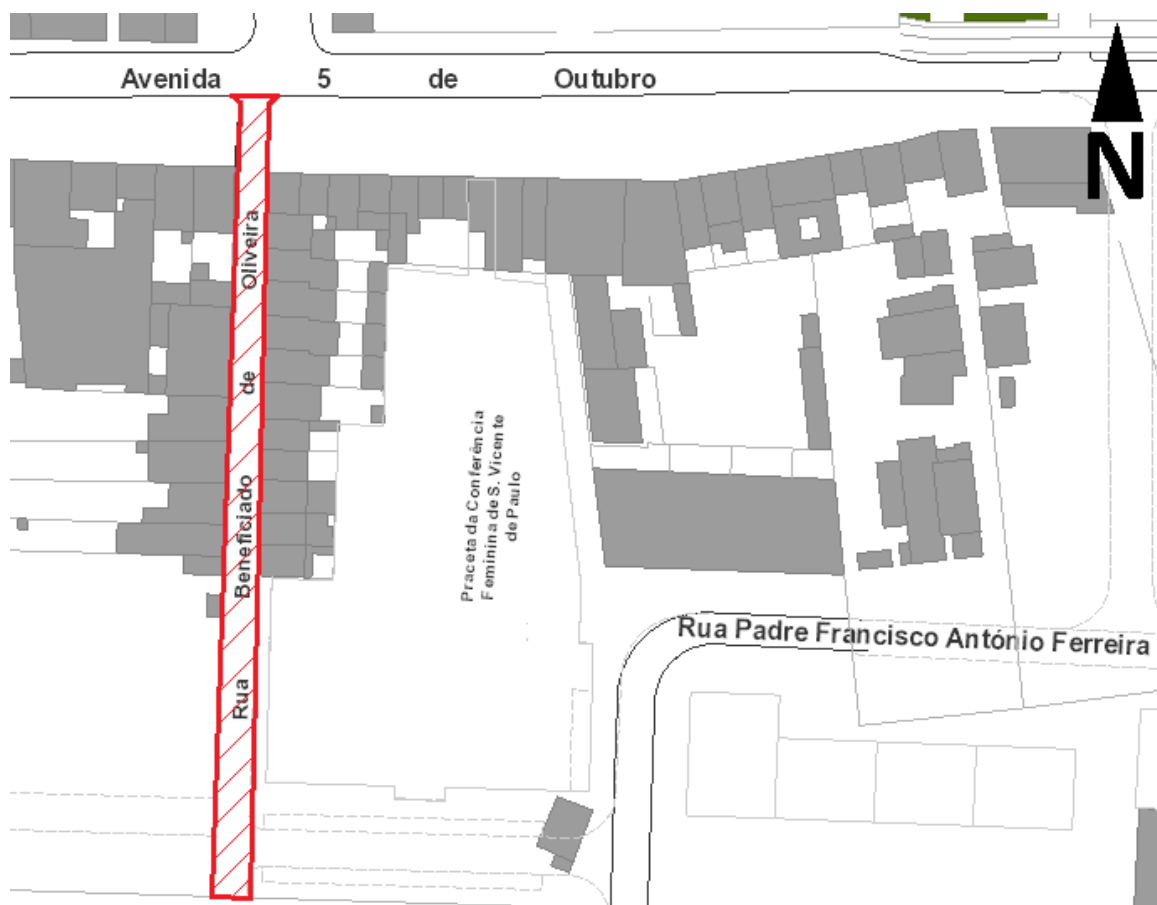 Avenida 5 de Outubro
N
Rua Beneficiado de Oliveira
Praceta da Conferência
Feminina de S. Vicente
de Paulo
Rua Padre Francisco António Ferreira